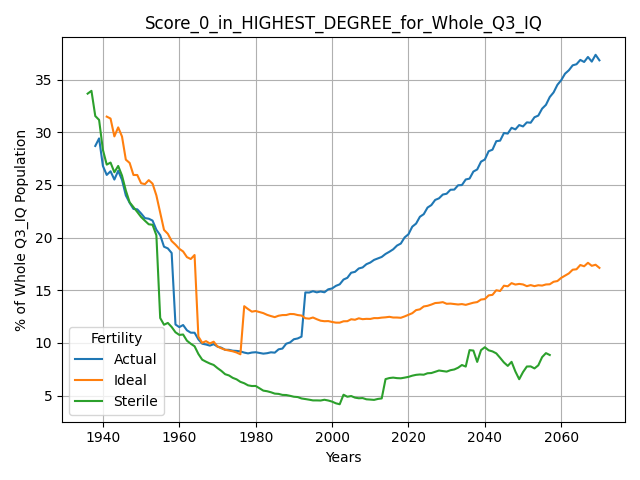 Score_0_in_HIGHEST_DEGREE_for_Whole_Q3_IQ
% of Whole Q3_IQ Population
35
30
25
20
15
10
5
Fertility
Actual
Ideal
Sterile
1940 1960 1980 2000 2020 2040 2060
Years